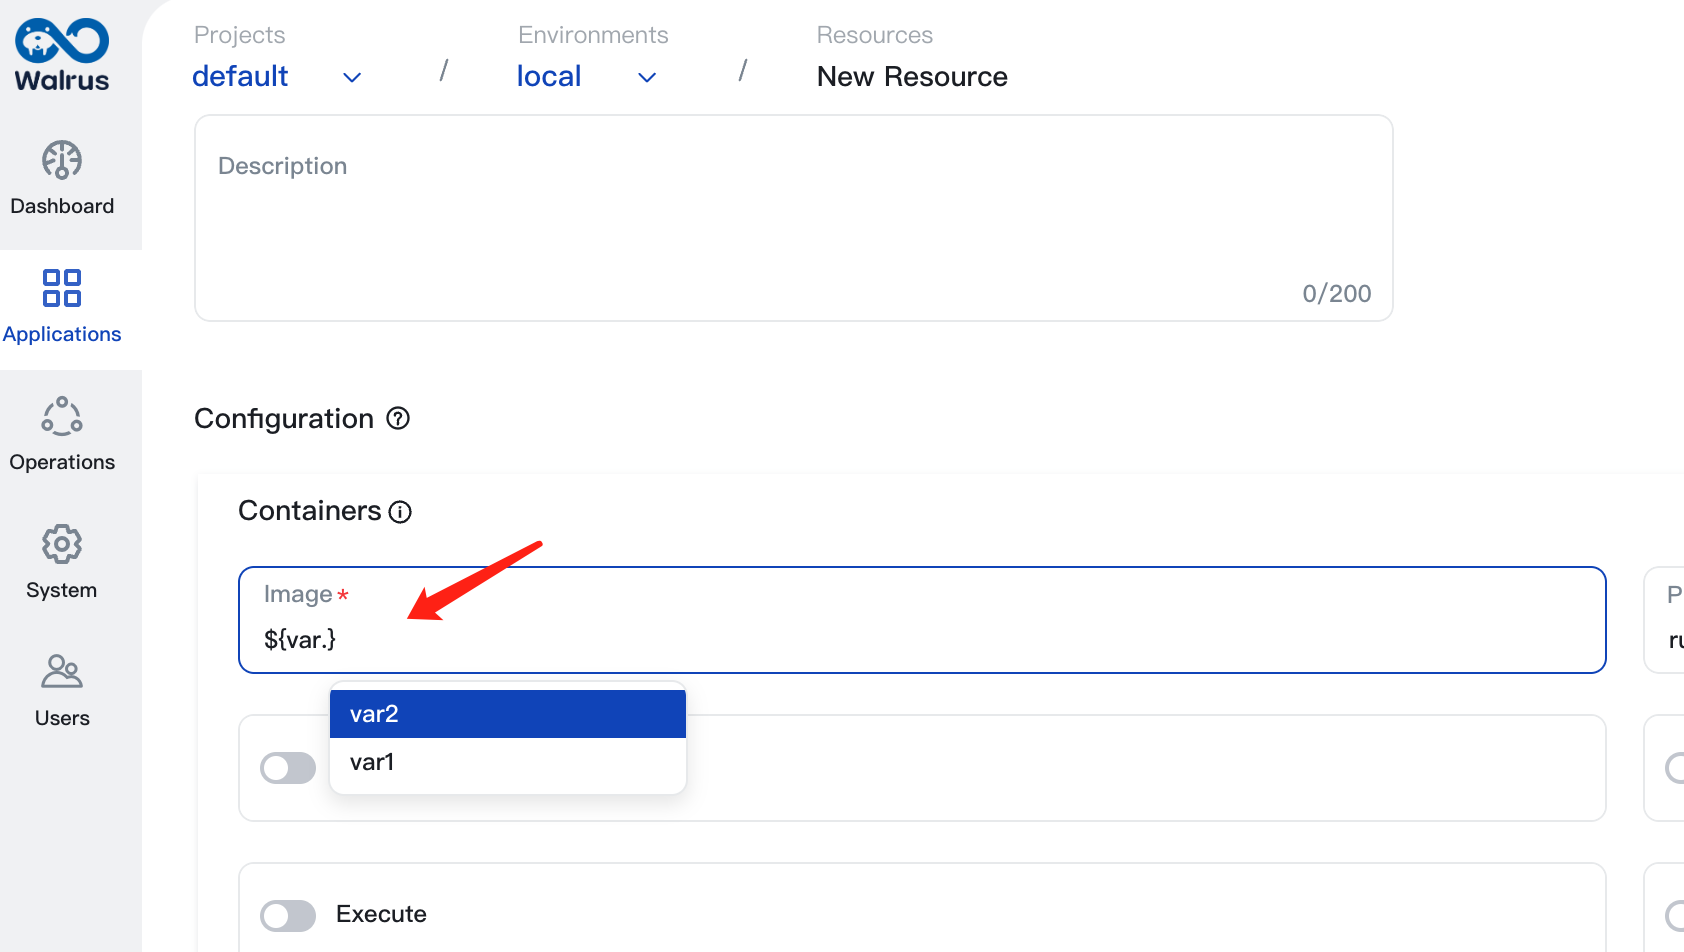 Walrus
Dashboard
Applications
Operations
System
Users
Projects
default
/
Environments
local
/
Resources
New Resource
Description
0/200
Configuration
Containers
Image *
${var.}
var2
var1
Execute